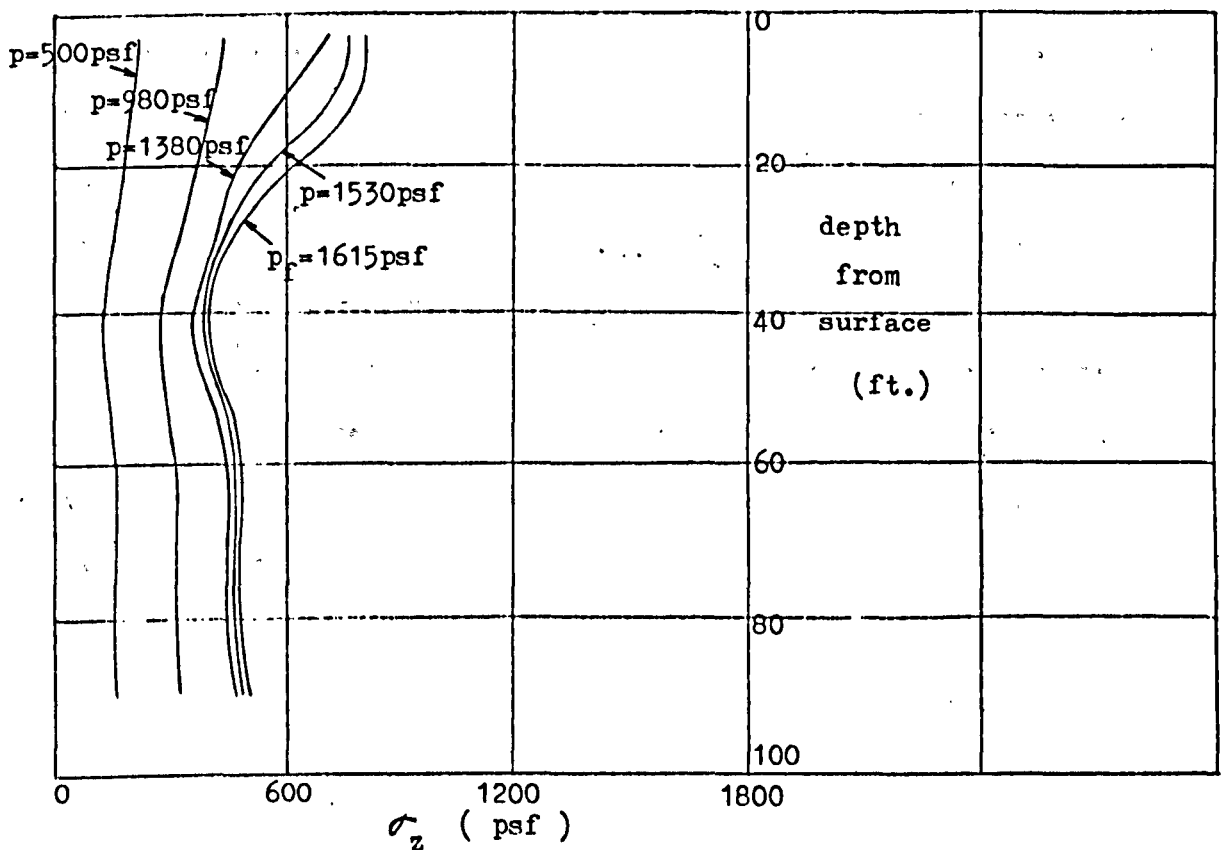 0
p=500psf
p=980psf
p=1380psf
20
p=1530psf
p_f=1615psf
depth
from
40 surface
(ft.)
60
80
100
0 600 1200 1800
σ_z ( psf )